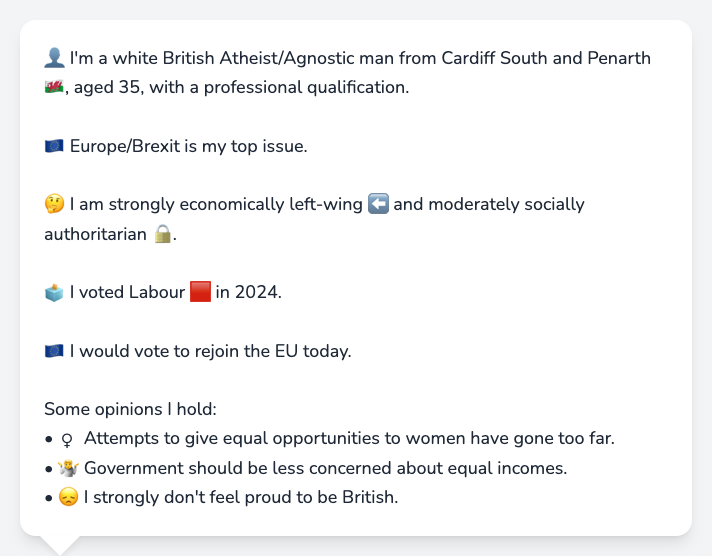 👤 I'm a white British Atheist/Agnostic man from Cardiff South and Penarth
🏴󠁧󠁢󠁷󠁬󠁳󠁿, aged 35, with a professional qualification.
🇪🇺 Europe/Brexit is my top issue.
🤔 I am strongly economically left-wing ⬅️ and moderately socially
authoritarian 🔒.
🗳️ I voted Labour 🟥 in 2024.
🇪🇺 I would vote to rejoin the EU today.
Some opinions I hold:
• ♀ Attempts to give equal opportunities to women have gone too far.
• 🤷 Government should be less concerned about equal incomes.
• 😞 I strongly don't feel proud to be British.